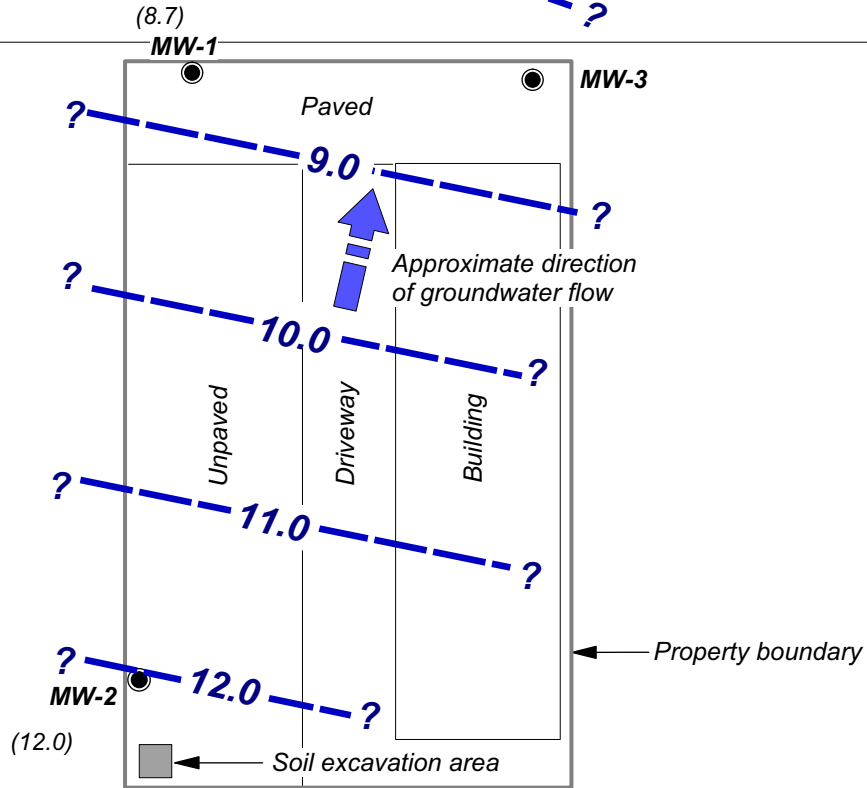 ?
(8.7)
MW-1
MW-3
Paved
?
9.0
?
Approximate direction
of groundwater flow
?
10.0
?
Unpaved
Driveway
Building
?
11.0
?
Property boundary
?
12.0
?
MW-2
(12.0)
Soil excavation area